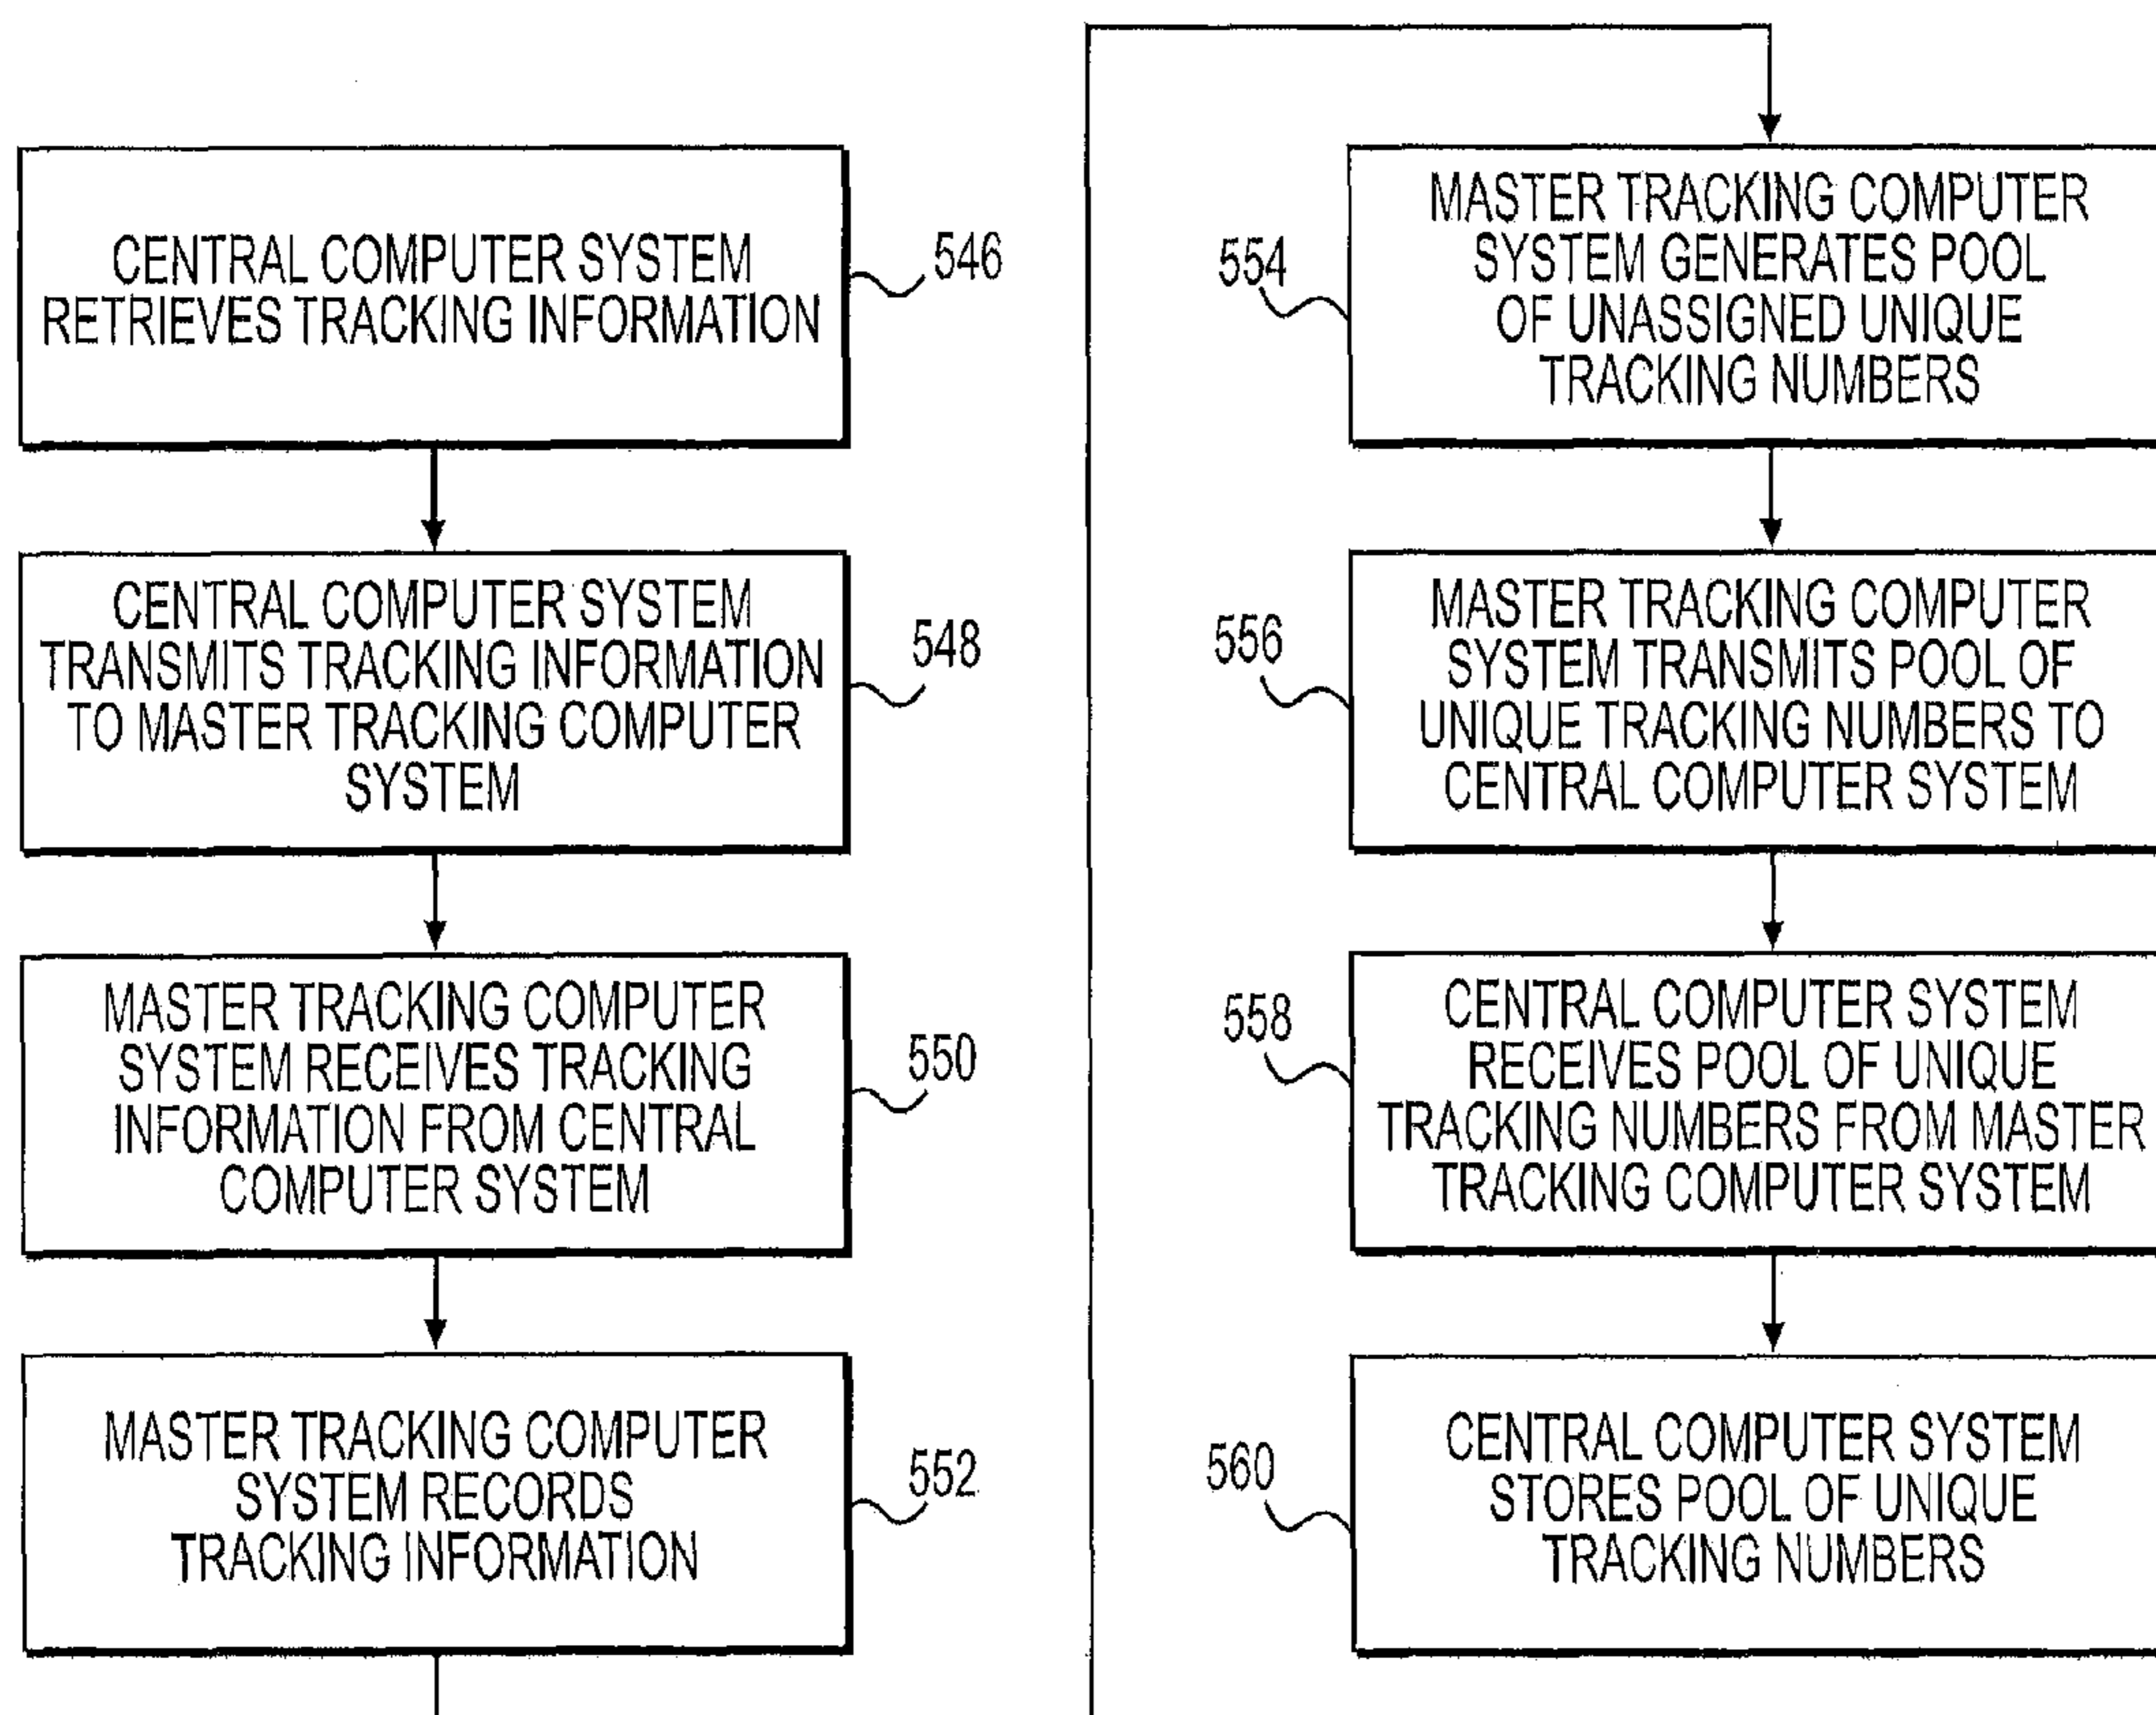 CENTRAL COMPUTER SYSTEM
RETRIEVES TRACKING INFORMATION
546
CENTRAL COMPUTER SYSTEM
TRANSMITS TRACKING INFORMATION
TO MASTER TRACKING COMPUTER
SYSTEM
548
MASTER TRACKING COMPUTER
SYSTEM RECEIVES TRACKING
INFORMATION FROM CENTRAL
COMPUTER SYSTEM
550
MASTER TRACKING COMPUTER
SYSTEM RECORDS
TRACKING INFORMATION
552
554
MASTER TRACKING COMPUTER
SYSTEM GENERATES POOL
OF UNASSIGNED UNIQUE
TRACKING NUMBERS
556
MASTER TRACKING COMPUTER
SYSTEM TRANSMITS POOL OF
UNIQUE TRACKING NUMBERS TO
CENTRAL COMPUTER SYSTEM
558
CENTRAL COMPUTER SYSTEM
RECEIVES POOL OF UNIQUE
TRACKING NUMBERS FROM MASTER
TRACKING COMPUTER SYSTEM
560
CENTRAL COMPUTER SYSTEM
STORES POOL OF UNIQUE
TRACKING NUMBERS